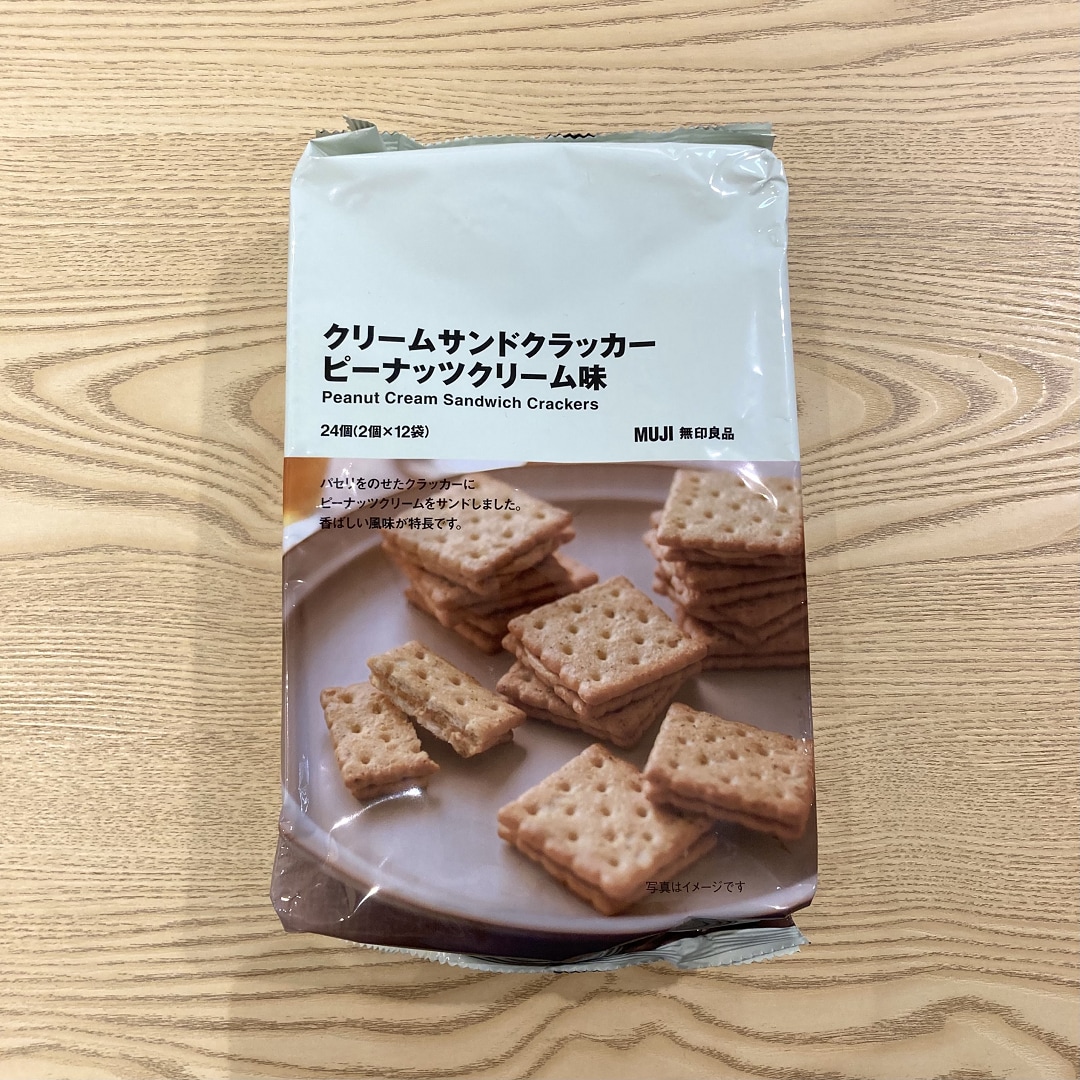 クリームサンドクラッカー
ピーナッツクリーム味
Peanut Cream Sandwich Crackers
24個(2個×12袋)
MUJI 無印良品
パセリをのせたクラッカーに
ピーナッツクリームをサンドしました。
香ばしい風味が特長です。
写真はイメージです